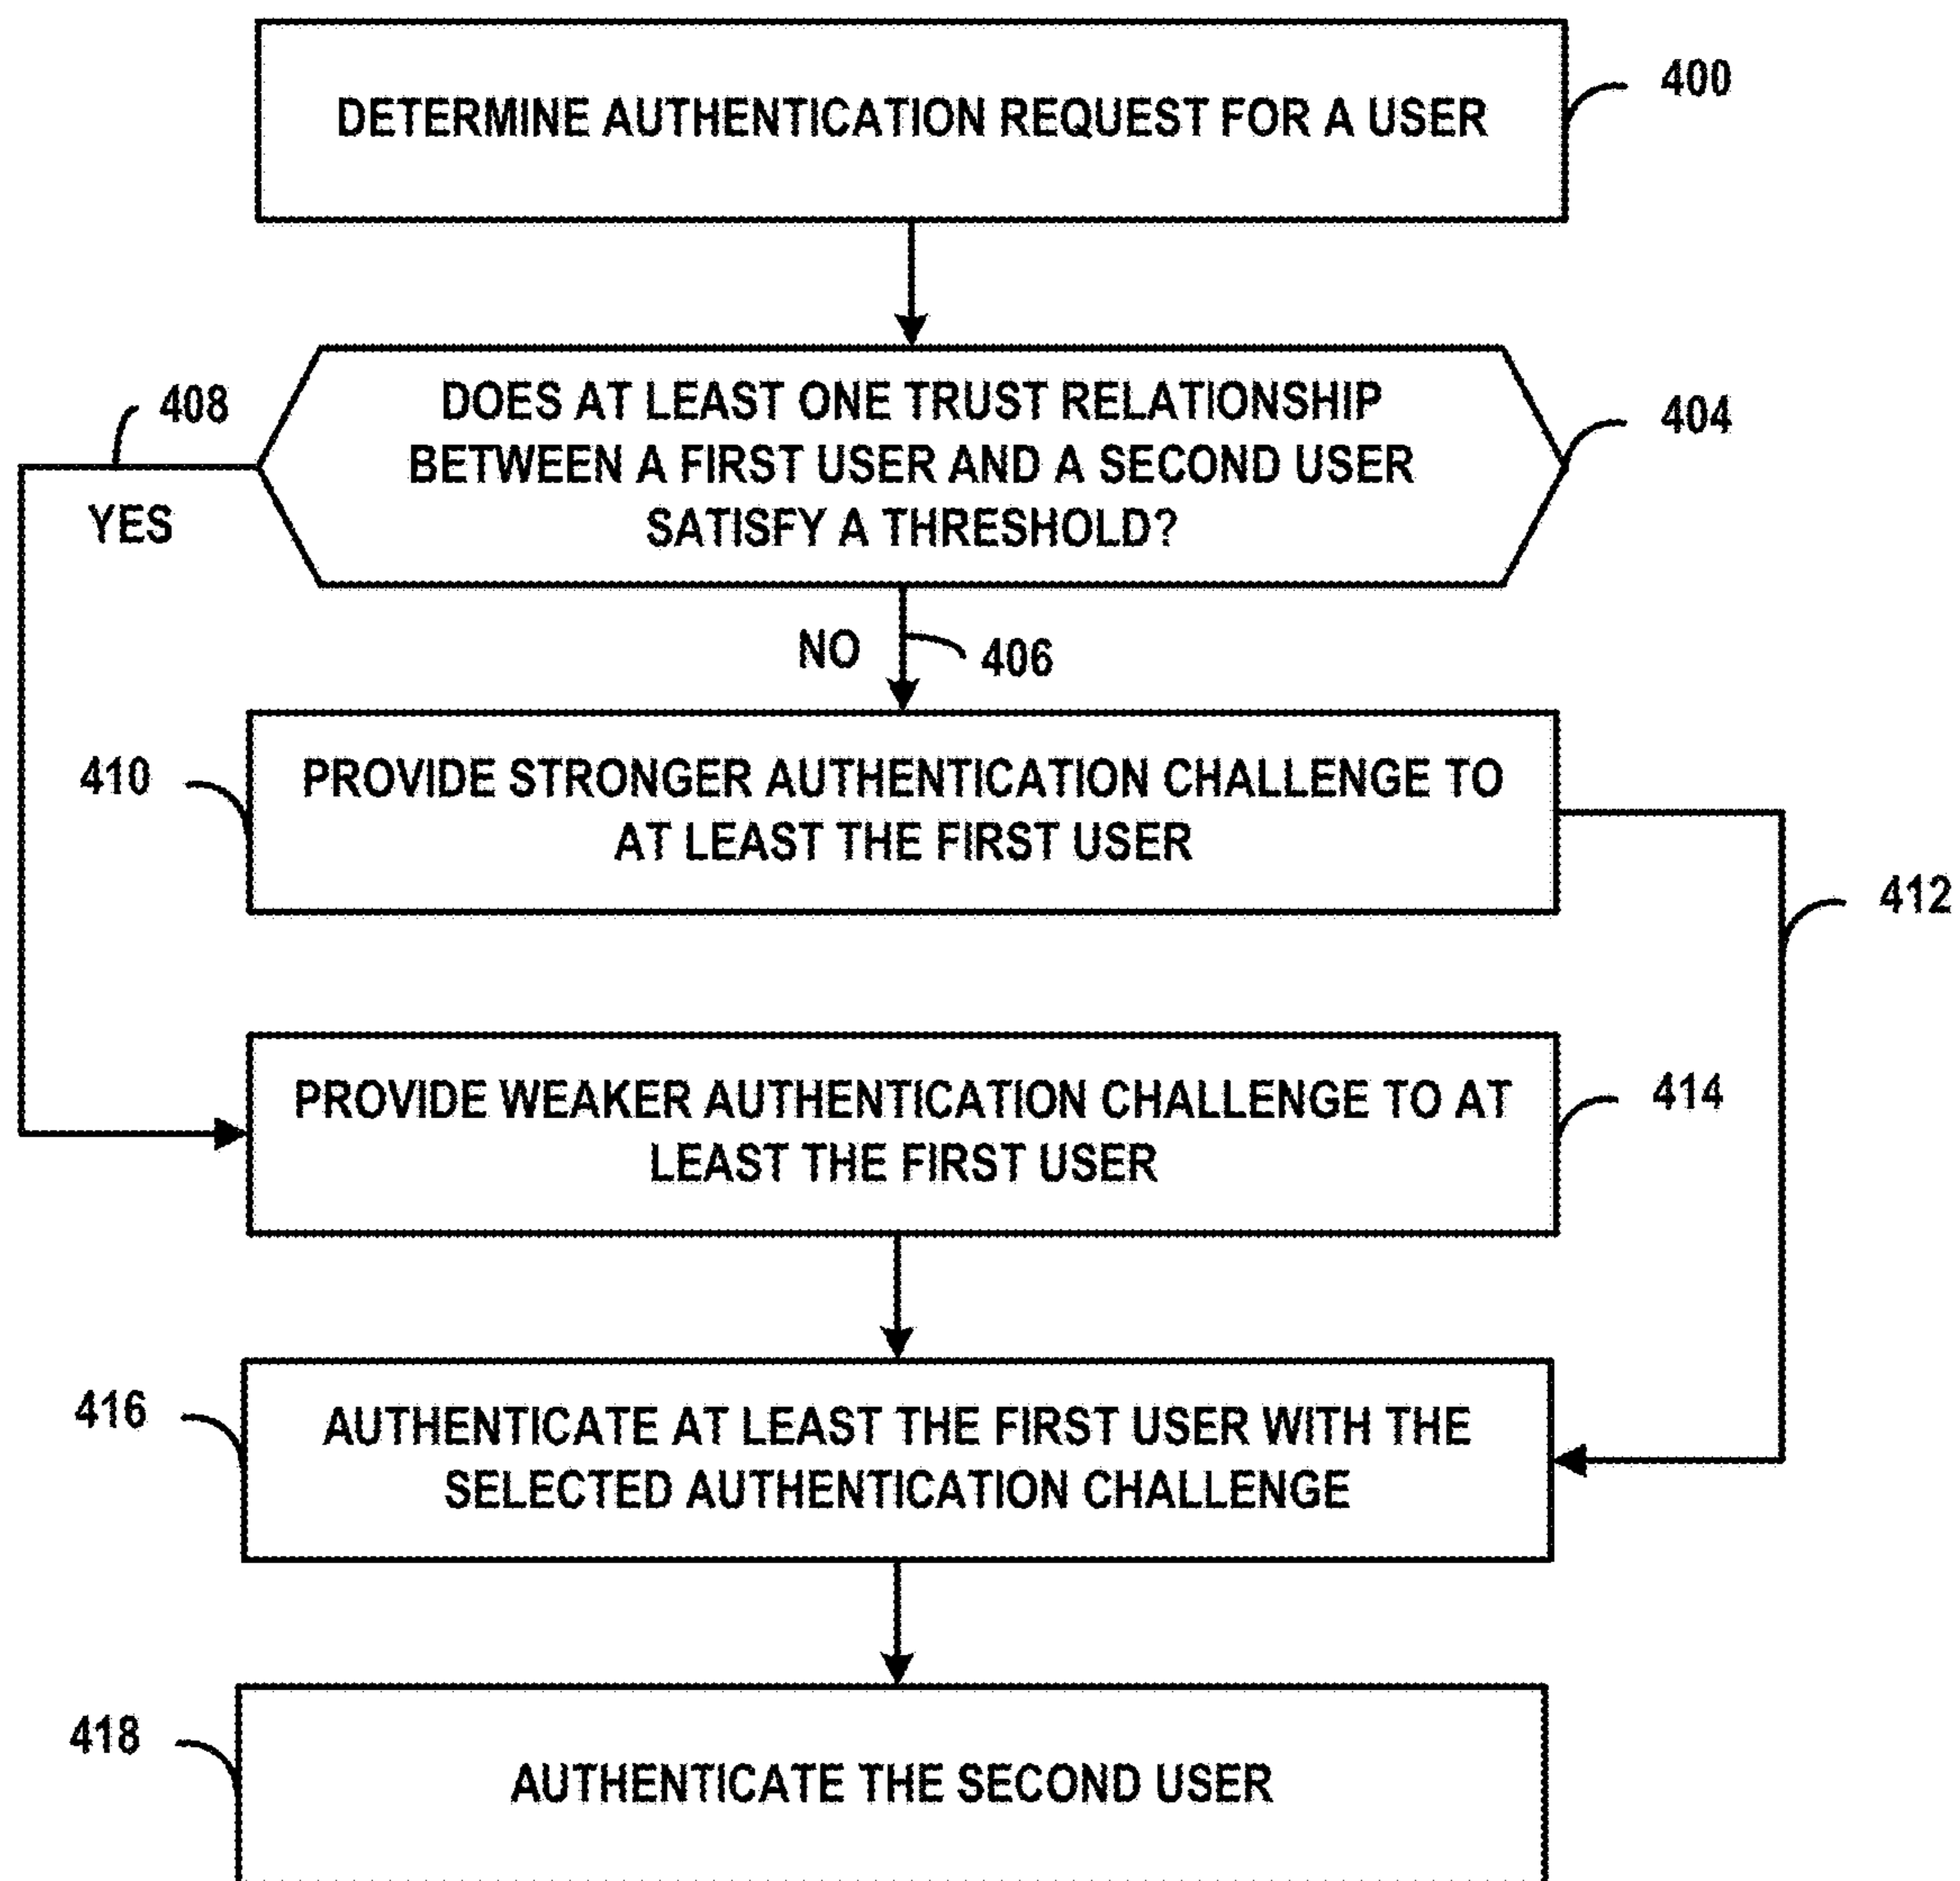 DETERMINE AUTHENTICATION REQUEST FOR A USER
400
DOES AT LEAST ONE TRUST RELATIONSHIP
BETWEEN A FIRST USER AND A SECOND USER
SATISFY A THRESHOLD?
404
408
YES
NO
406
PROVIDE STRONGER AUTHENTICATION CHALLENGE TO
AT LEAST THE FIRST USER
410
412
PROVIDE WEAKER AUTHENTICATION CHALLENGE TO AT
LEAST THE FIRST USER
414
416
AUTHENTICATE AT LEAST THE FIRST USER WITH THE
SELECTED AUTHENTICATION CHALLENGE
418
AUTHENTICATE THE SECOND USER